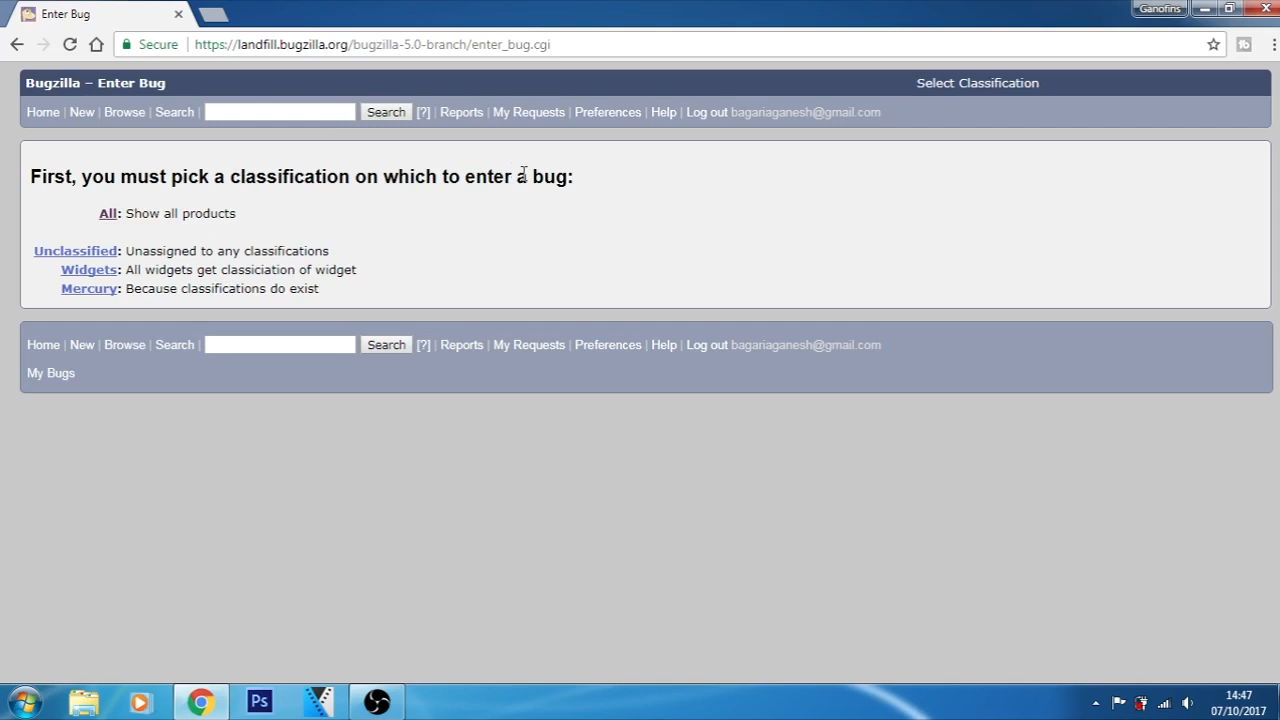 Enter Bug
Ganofins
Secure | https://landfill.bugzilla.org/bugzilla-5.0-branch/enter_bug.cgi
Bugzilla – Enter Bug Select Classification
Home | New | Browse | Search | Search [?] | Reports | My Requests | Preferences | Help | Log out bagariaganesh@gmail.com
First, you must pick a classification on which to enter a bug:
All: Show all products
Unclassified: Unassigned to any classifications
Widgets: All widgets get classiciation of widget
Mercury: Because classifications do exist
Home | New | Browse | Search | Search [?] | Reports | My Requests | Preferences | Help | Log out bagariaganesh@gmail.com
My Bugs
Ps
14:47
07/10/2017